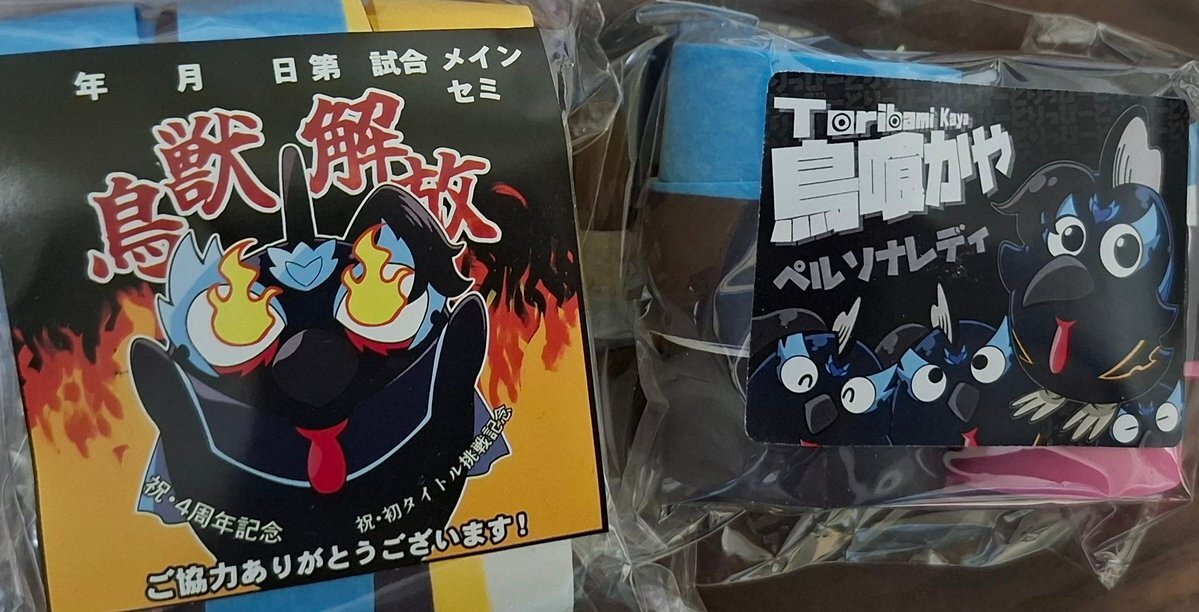 年 月 日 第 試合 メイン
セミ
鳥獣解放
祝・4周年記念
祝・初タイトル挑戦記念
ご協力ありがとうございます!
Toribami Kaya
鳥喰かや
ペルソナレディ